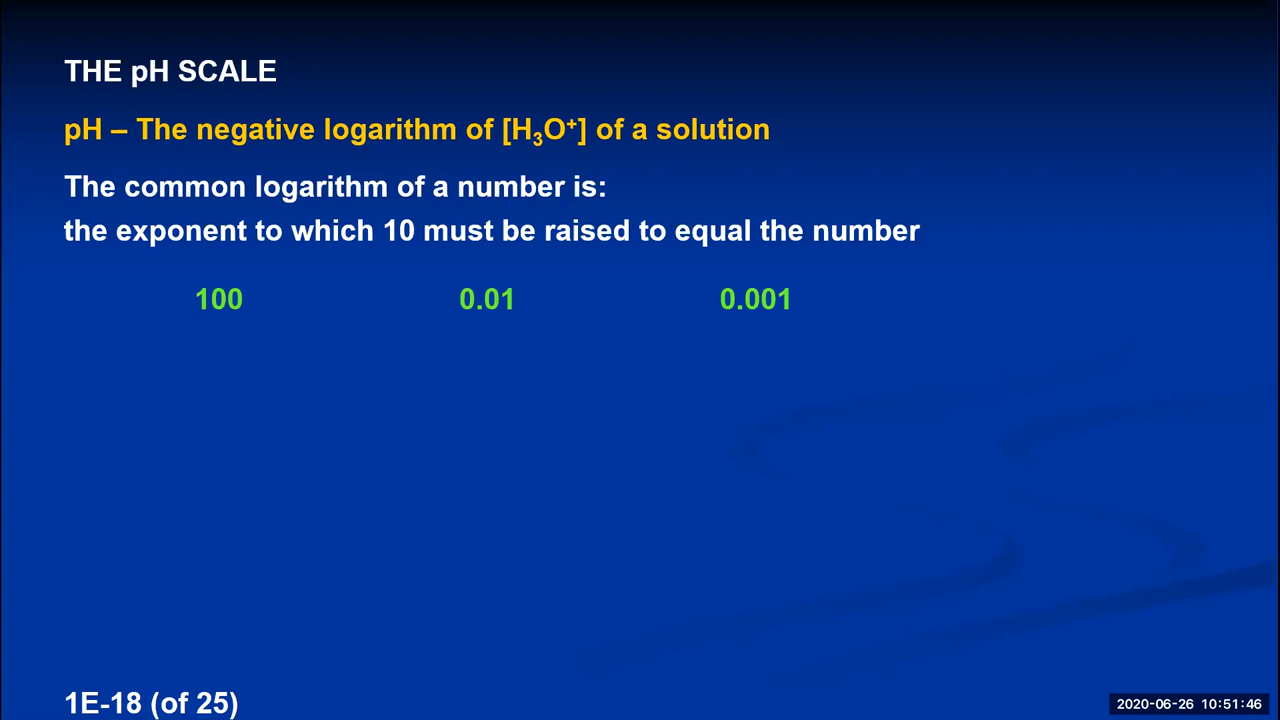 THE pH SCALE
pH – The negative logarithm of [H₃O⁺] of a solution
The common logarithm of a number is:
the exponent to which 10 must be raised to equal the number
100 0.01 0.001
1E-18 (of 25)
2020-06-26 10:51:46